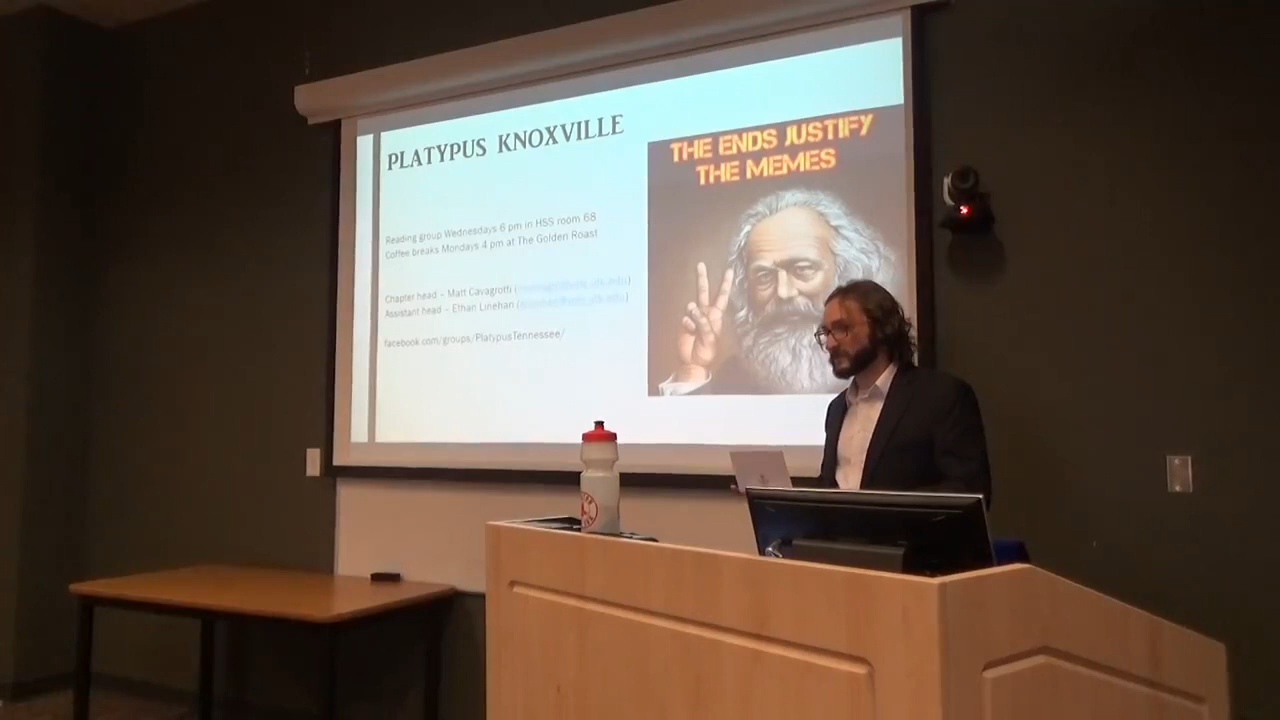 PLATYPUS KNOXVILLE
Reading group Wednesdays 6 pm in HSS room 68
Coffee breaks Mondays 4 pm at The Golden Roast
Chapter head – Matt Cavagrotti (
Assistant head – Ethan Linehan (
facebook.com/groups/PlatypusTennessee/
THE ENDS JUSTIFY
THE MEMES